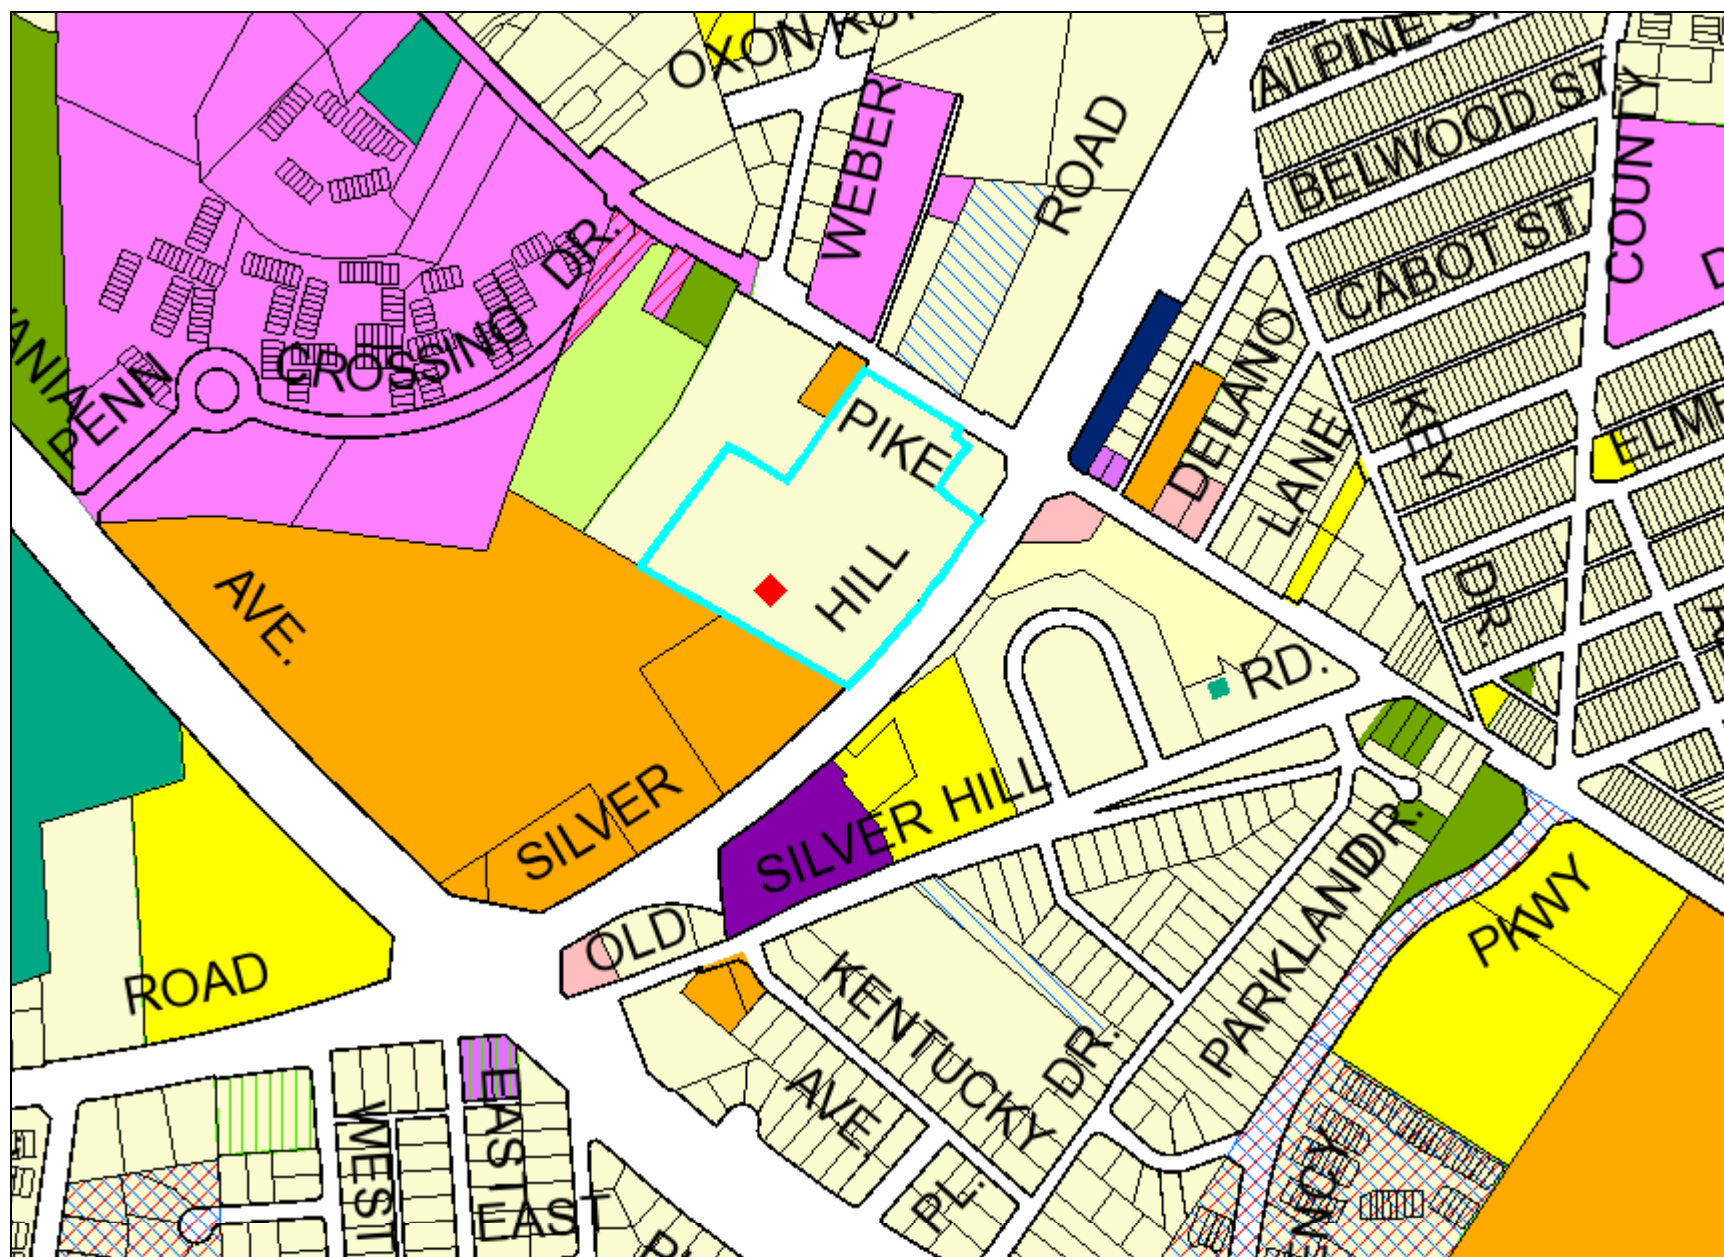 OXON
ALPINE ST
BELWOOD ST
WEBER
ROAD
COUNTY
D
CABOT ST.
DR.
CROSSING
PENN
DELANO
KEY
LANE
ELM
PIKE
HILL
AVE.
DR.
RD.
SILVER
SILVER HILL
DR.
PARKLAND
PKWY
OLD
ROAD
KENTUCKY
DR.
AVE.
WEST
EAST
EAST
PL.